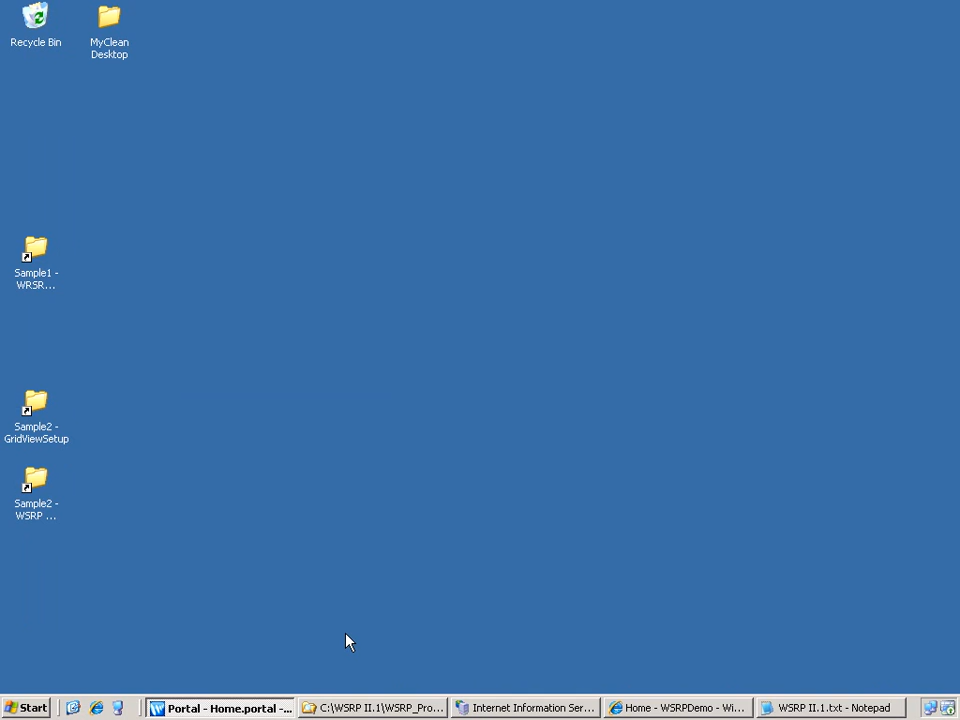 Recycle Bin
MyClean
Desktop
Sample1 -
WRSR...
Sample2 -
GridViewSetup
Sample2 -
WSRP ...
Start
Portal - Home.portal -...
C:\WSRP II.1\WSRP_Pro...
Internet Information Ser...
Home - WSRPDemo - Wi...
WSRP II.1.txt - Notepad